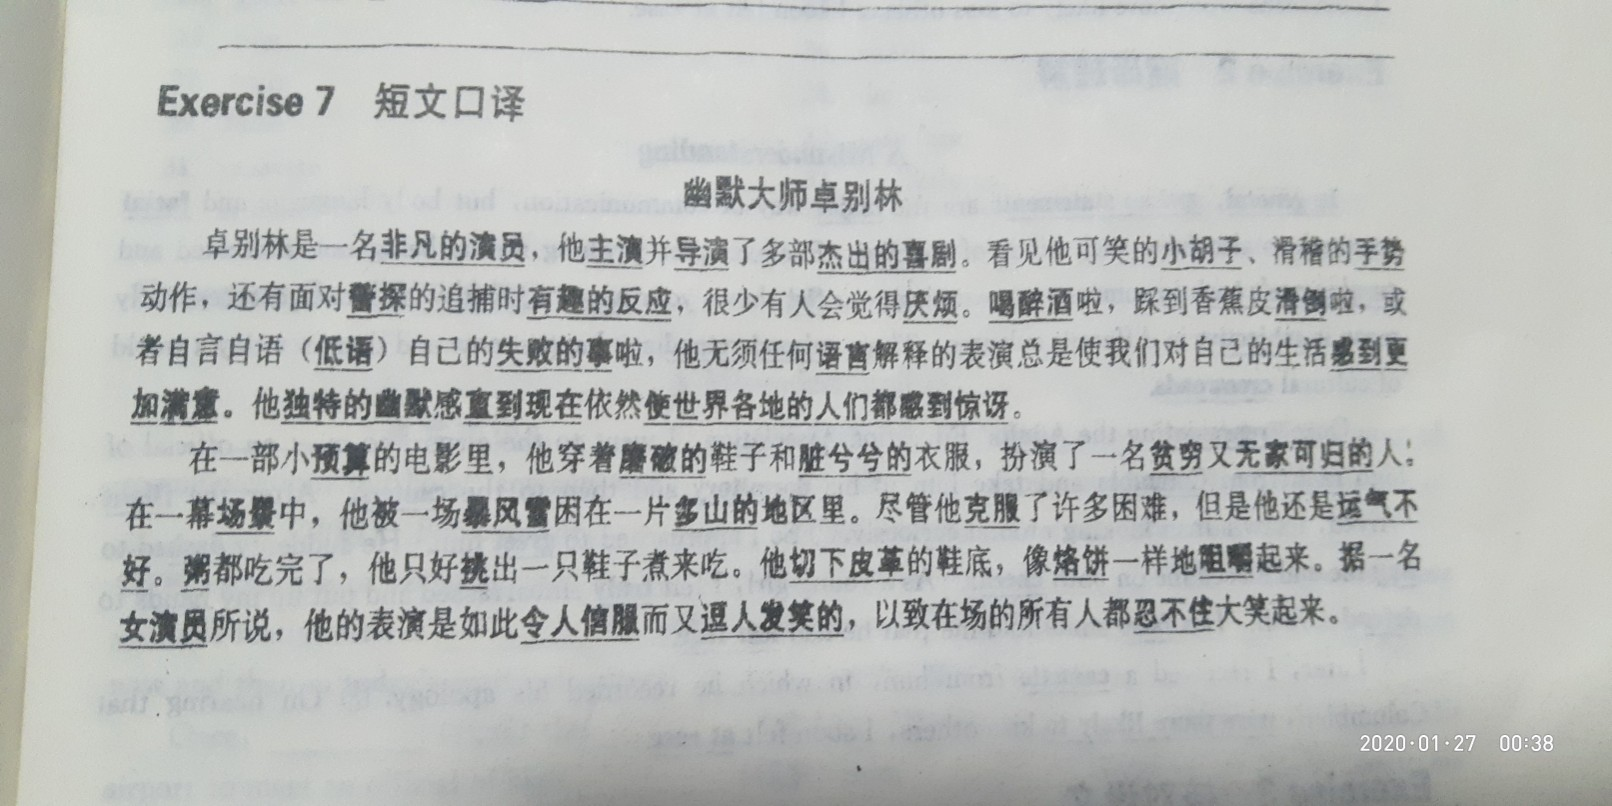 Exercise 7 短文口译
幽默大师卓别林
卓别林是一名非凡的演员，他主演并导演了多部杰出的喜剧。看见他可笑的小胡子、滑稽的手势
动作，还有面对警探的追捕时有趣的反应，很少有人会觉得厌烦。喝醉酒啦，踩到香蕉皮滑倒啦，或
者自言自语（低语）自己的失败的事啦，他无须任何语言解释的表演总是使我们对自己的生活感到更
加满意。他独特的幽默感直到现在依然使世界各地的人们都感到惊讶。
在一部小预算的电影里，他穿着磨破的鞋子和脏兮兮的衣服，扮演了一名贫穷又无家可归的人：
在一幕场景中，他被一场暴风雪困在一片多山的地区里。尽管他克服了许多困难，但是他还是运气不
好。粥都吃完了，他只好挑出一只鞋子煮来吃。他切下皮革的鞋底，像烙饼一样地咀嚼起来。据一名
女演员所说，他的表演是如此令人信服而又逗人发笑的，以致在场的所有人都忍不住大笑起来。
2020·01·27 00:38